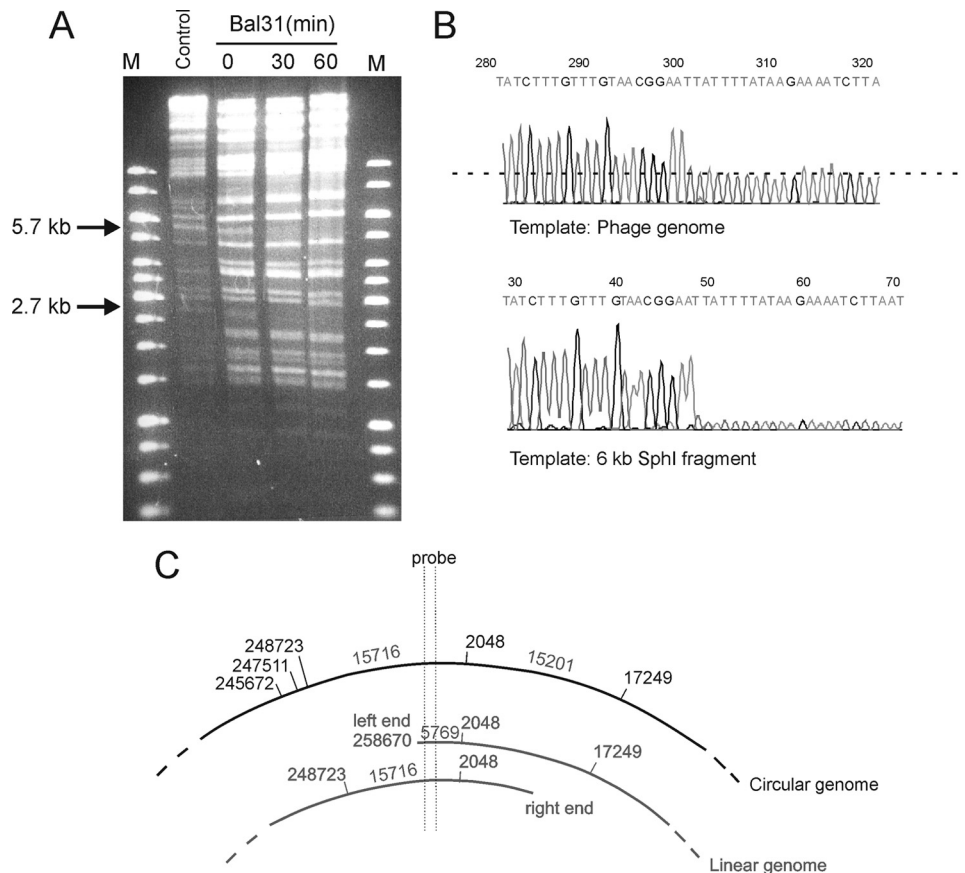 A
Control
Bal31(min)
M 0 30 60 M
5.7 kb
2.7 kb
B
280 290 300 310 320
TATCTTTGTTTGTAACGGAATTATTTTATAAGAAAATCTTA
Template: Phage genome
30 40 50 60 70
TATCTTTGTTTGTAACGGAATTATTTTATAAGAAAATCTTAAT
Template: 6 kb SphI fragment
C
probe
248723
247511
245672
15716
2048
15201
17249
Circular genome
left end
258670
5769
2048
17249
248723
15716
2048
right end
Linear genome